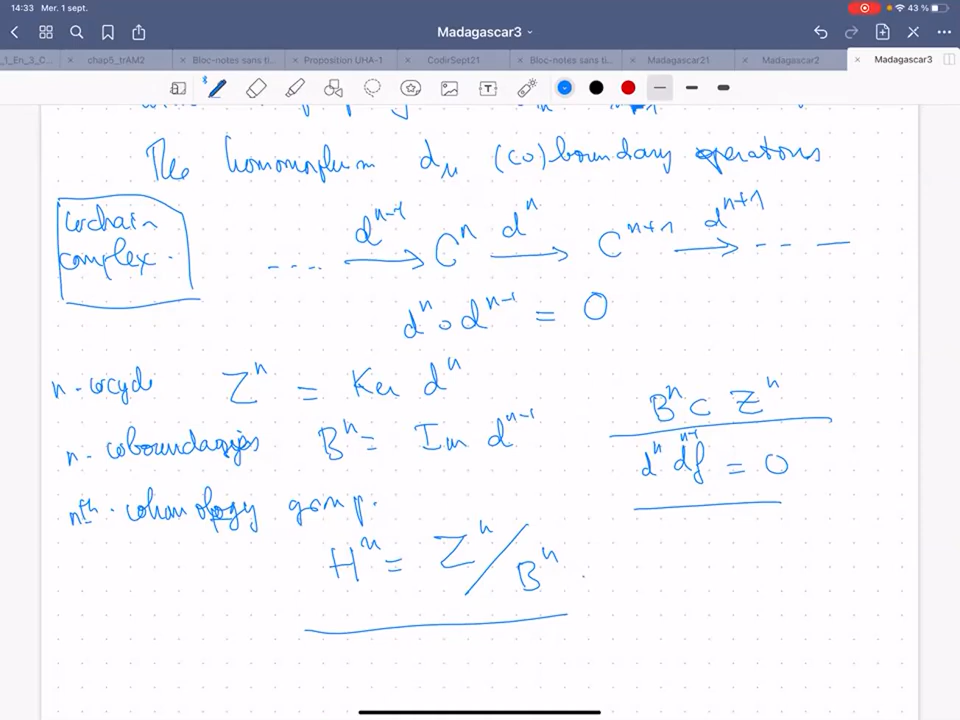 14:33 Mer. 1 sept. 43 %
Madagascar3
_1_En_3_C... chap5_trAM2 Bloc-notes sans ti... Proposition UHA-1 CodirSept21 Bloc-notes sans ti... Madagascar21 Madagascar2 Madagascar3
The homomorphism dₙ (co)boundary operators
cochain
complex.
.... dⁿ⁻¹ → Cⁿ dⁿ → Cⁿ⁺¹ dⁿ⁺¹ → -- —
dⁿ o dⁿ⁻¹ = 0
n-cocycle Zⁿ = Ker dⁿ
n-coboundaries Bⁿ = Im dⁿ⁻¹
Bⁿ ⊂ Zⁿ
dⁿ dⁿ⁻¹f = 0
nth-cohomology group.
Hⁿ = Zⁿ/Bⁿ